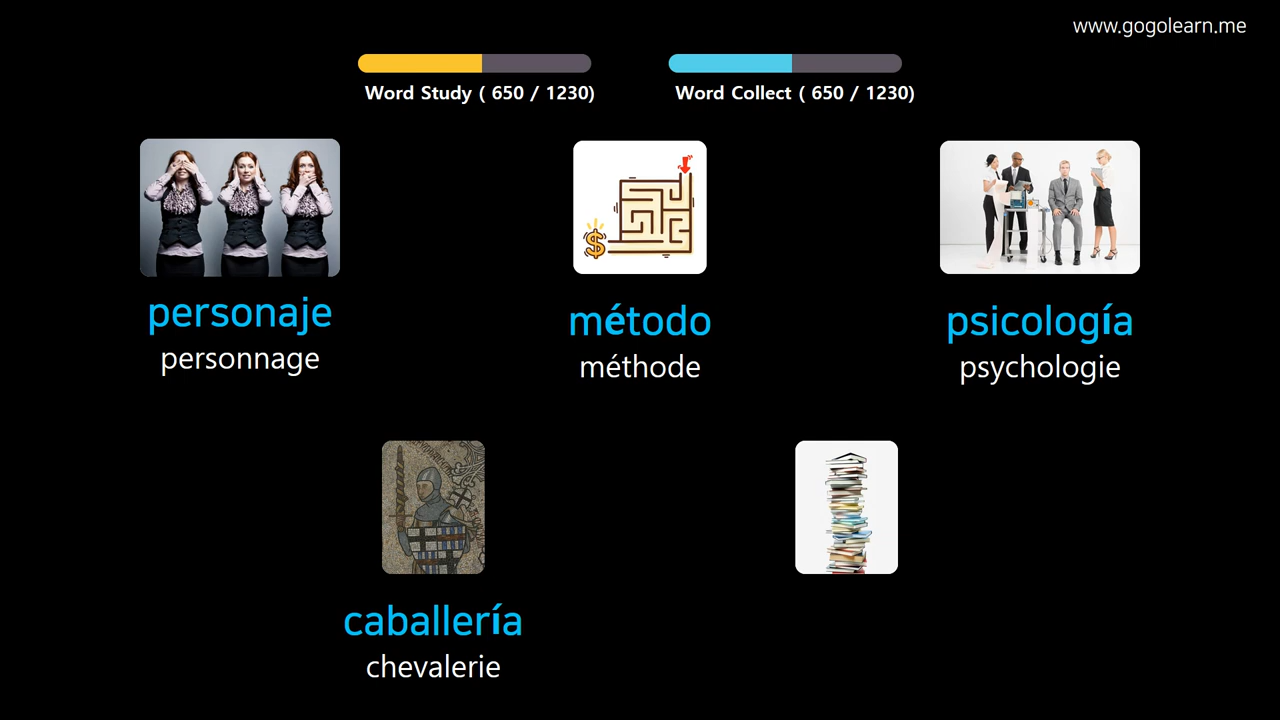 www.gogolearn.me
Word Study ( 650 / 1230)
Word Collect ( 650 / 1230)
personaje
personnage
método
méthode
psicología
psychologie
caballería
chevalerie